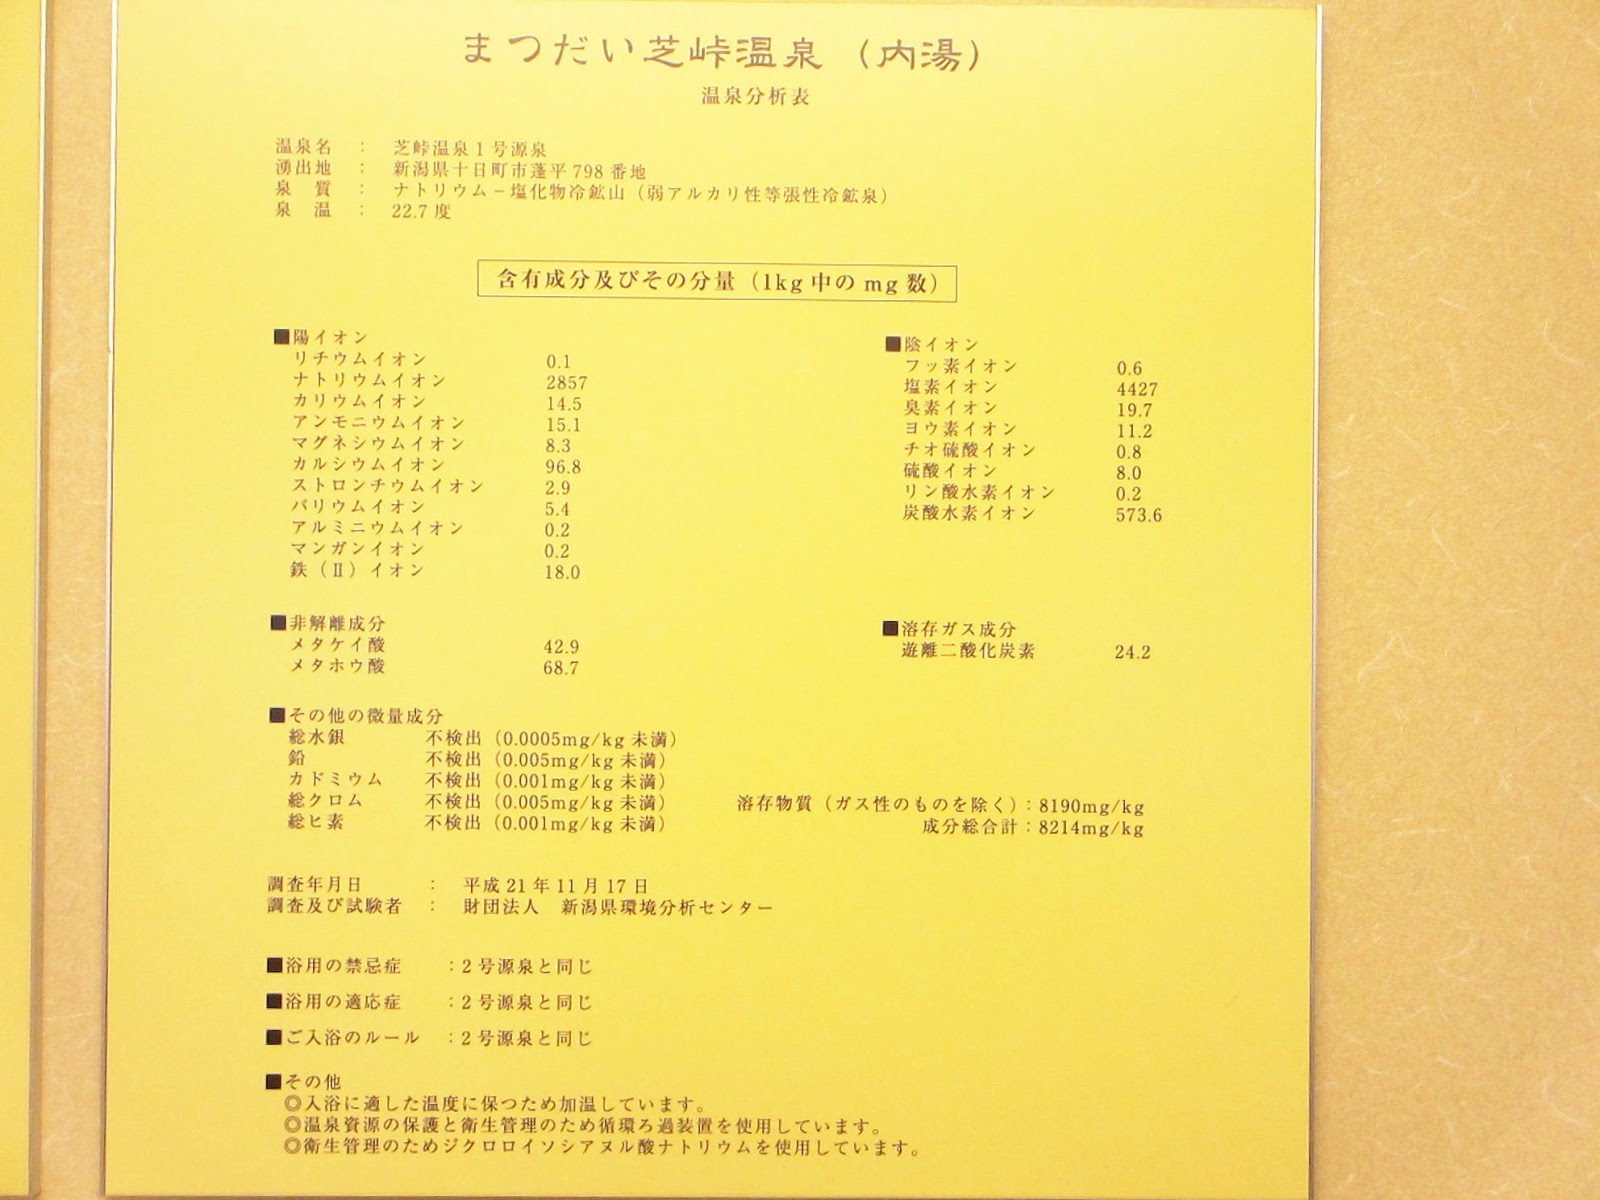 まつだい芝峠温泉（内湯）
温泉分析表
温泉名　：　芝峠温泉1号源泉
湧出地　：　新潟県十日町市蓬平798番地
泉　質　：　ナトリウム－塩化物冷鉱山（弱アルカリ性等張性冷鉱泉）
泉　温　：　22.7度
含有成分及びその分量（1kg中のmg数）
■陽イオン
リチウムイオン　0.1
ナトリウムイオン　2857
カリウムイオン　14.5
アンモニウムイオン　15.1
マグネシウムイオン　8.3
カルシウムイオン　96.8
ストロンチウムイオン　2.9
バリウムイオン　5.4
アルミニウムイオン　0.2
マンガンイオン　0.2
鉄（Ⅱ）イオン　18.0
■陰イオン
フッ素イオン　0.6
塩素イオン　4427
臭素イオン　19.7
ヨウ素イオン　11.2
チオ硫酸イオン　0.8
硫酸イオン　8.0
リン酸水素イオン　0.2
炭酸水素イオン　573.6
■非解離成分
メタケイ酸　42.9
メタホウ酸　68.7
■溶存ガス成分
遊離二酸化炭素　24.2
■その他の微量成分
総水銀　不検出（0.0005mg/kg未満）
鉛　不検出（0.005mg/kg未満）
カドミウム　不検出（0.001mg/kg未満）
総クロム　不検出（0.005mg/kg未満）
総ヒ素　不検出（0.001mg/kg未満）
溶存物質（ガス性のものを除く）：8190mg/kg
成分総合計：8214mg/kg
調査年月日　：　平成21年11月17日
調査及び試験者　：　財団法人　新潟県環境分析センター
■浴用の禁忌症　：2号源泉と同じ
■浴用の適応症　：2号源泉と同じ
■ご入浴のルール　：2号源泉と同じ
■その他
◎入浴に適した温度に保つため加温しています。
◎温泉資源の保護と衛生管理のため循環ろ過装置を使用しています。
◎衛生管理のためジクロロイソシアヌル酸ナトリウムを使用しています。